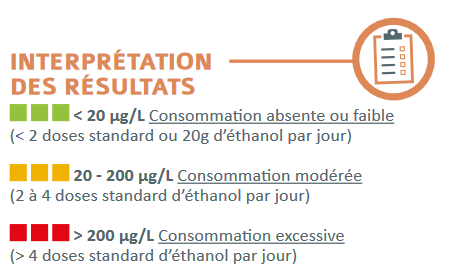 INTERPRÉTATION
DES RÉSULTATS
< 20 µg/L Consommation absente ou faible
(< 2 doses standard ou 20g d’éthanol par jour)
20 - 200 µg/L Consommation modérée
(2 à 4 doses standard d’éthanol par jour)
> 200 µg/L Consommation excessive
(> 4 doses standard d’éthanol par jour)